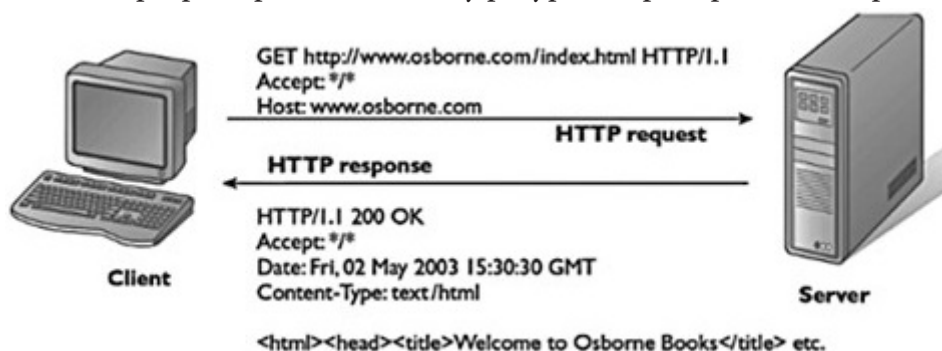 GET http://www.osborne.com/index.html HTTP/1.1
Accept: */*
Host: www.osborne.com
HTTP request
HTTP response
HTTP/1.1 200 OK
Accept: */*
Date: Fri, 02 May 2003 15:30:30 GMT
Content-Type: text/html
Client
Server
<html><head><title>Welcome to Osborne Books</title> etc.